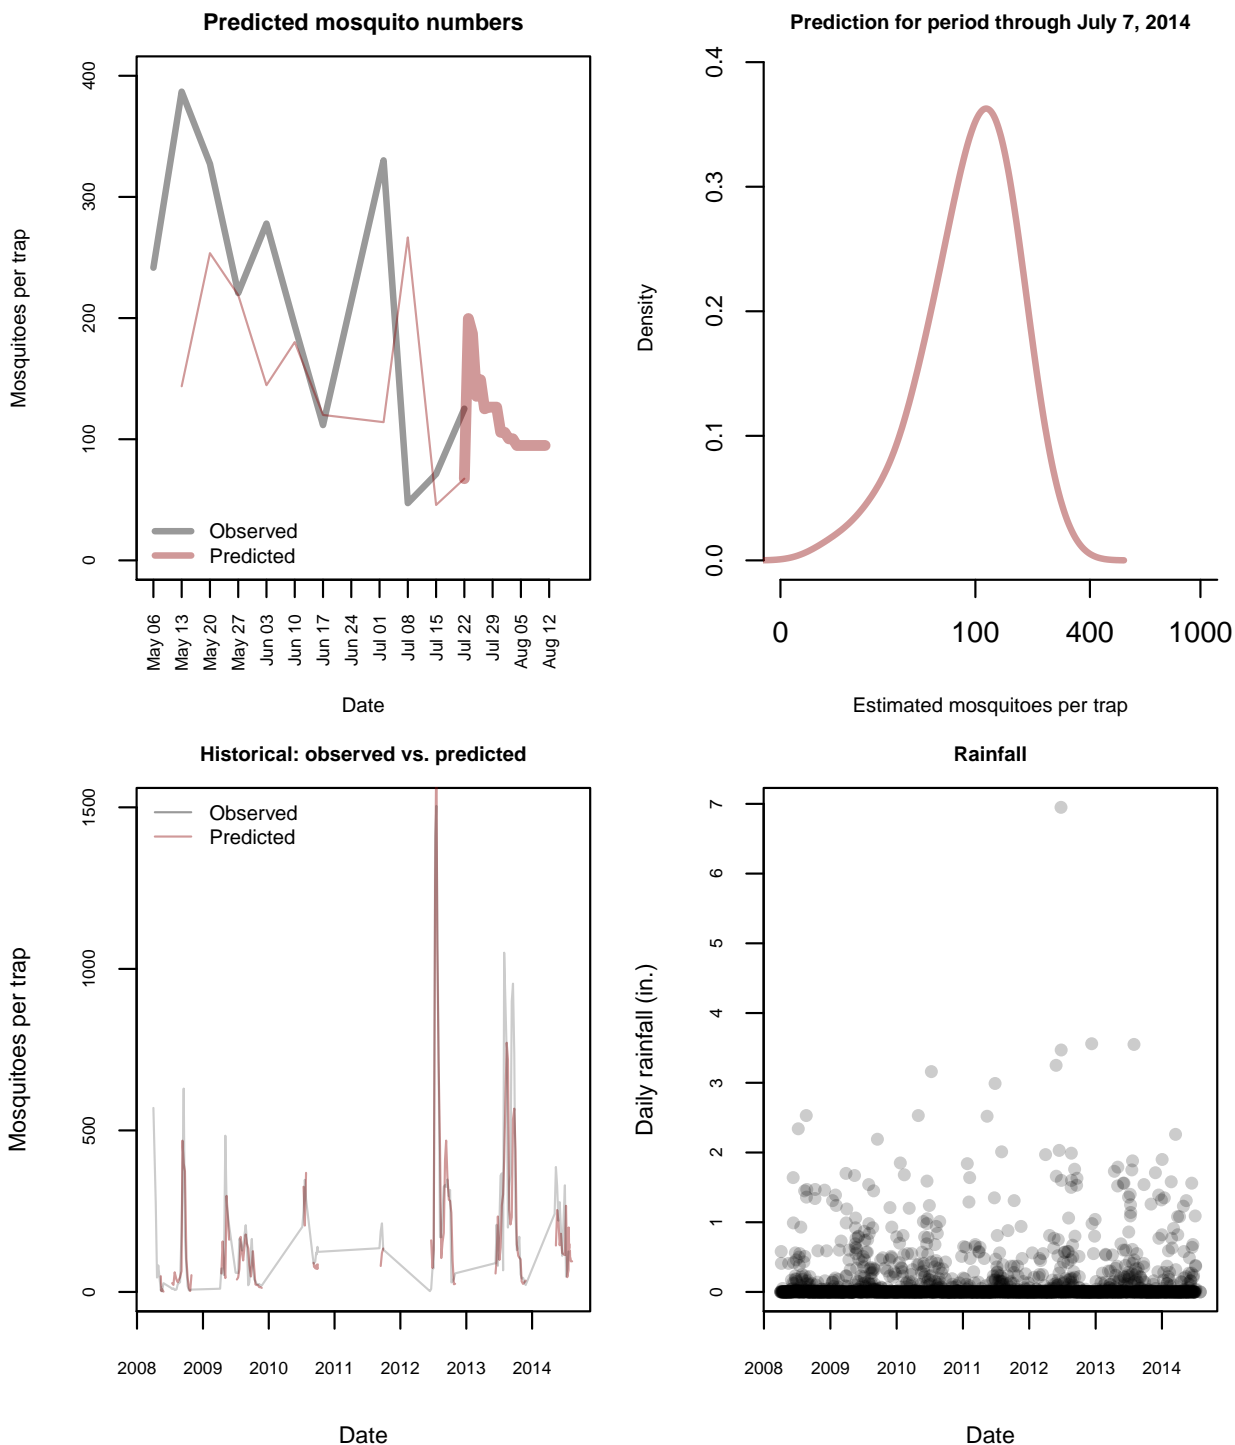 Predicted mosquito numbers
Mosquitoes per trap
400
300
200
100
0
Observed
Predicted
May 06
May 13
May 20
May 27
Jun 03
Jun 10
Jun 17
Jun 24
Jul 01
Jul 08
Jul 15
Jul 22
Jul 29
Aug 05
Aug 12
Date
Prediction for period through July 7, 2014
Density
0.4
0.3
0.2
0.1
0.0
0 100 400 1000
Estimated mosquitoes per trap
Historical: observed vs. predicted
Mosquitoes per trap
1500
1000
500
0
Observed
Predicted
2008 2009 2010 2011 2012 2013 2014
Date
Rainfall
Daily rainfall (in.)
7
6
5
4
3
2
1
0
2008 2009 2010 2011 2012 2013 2014
Date